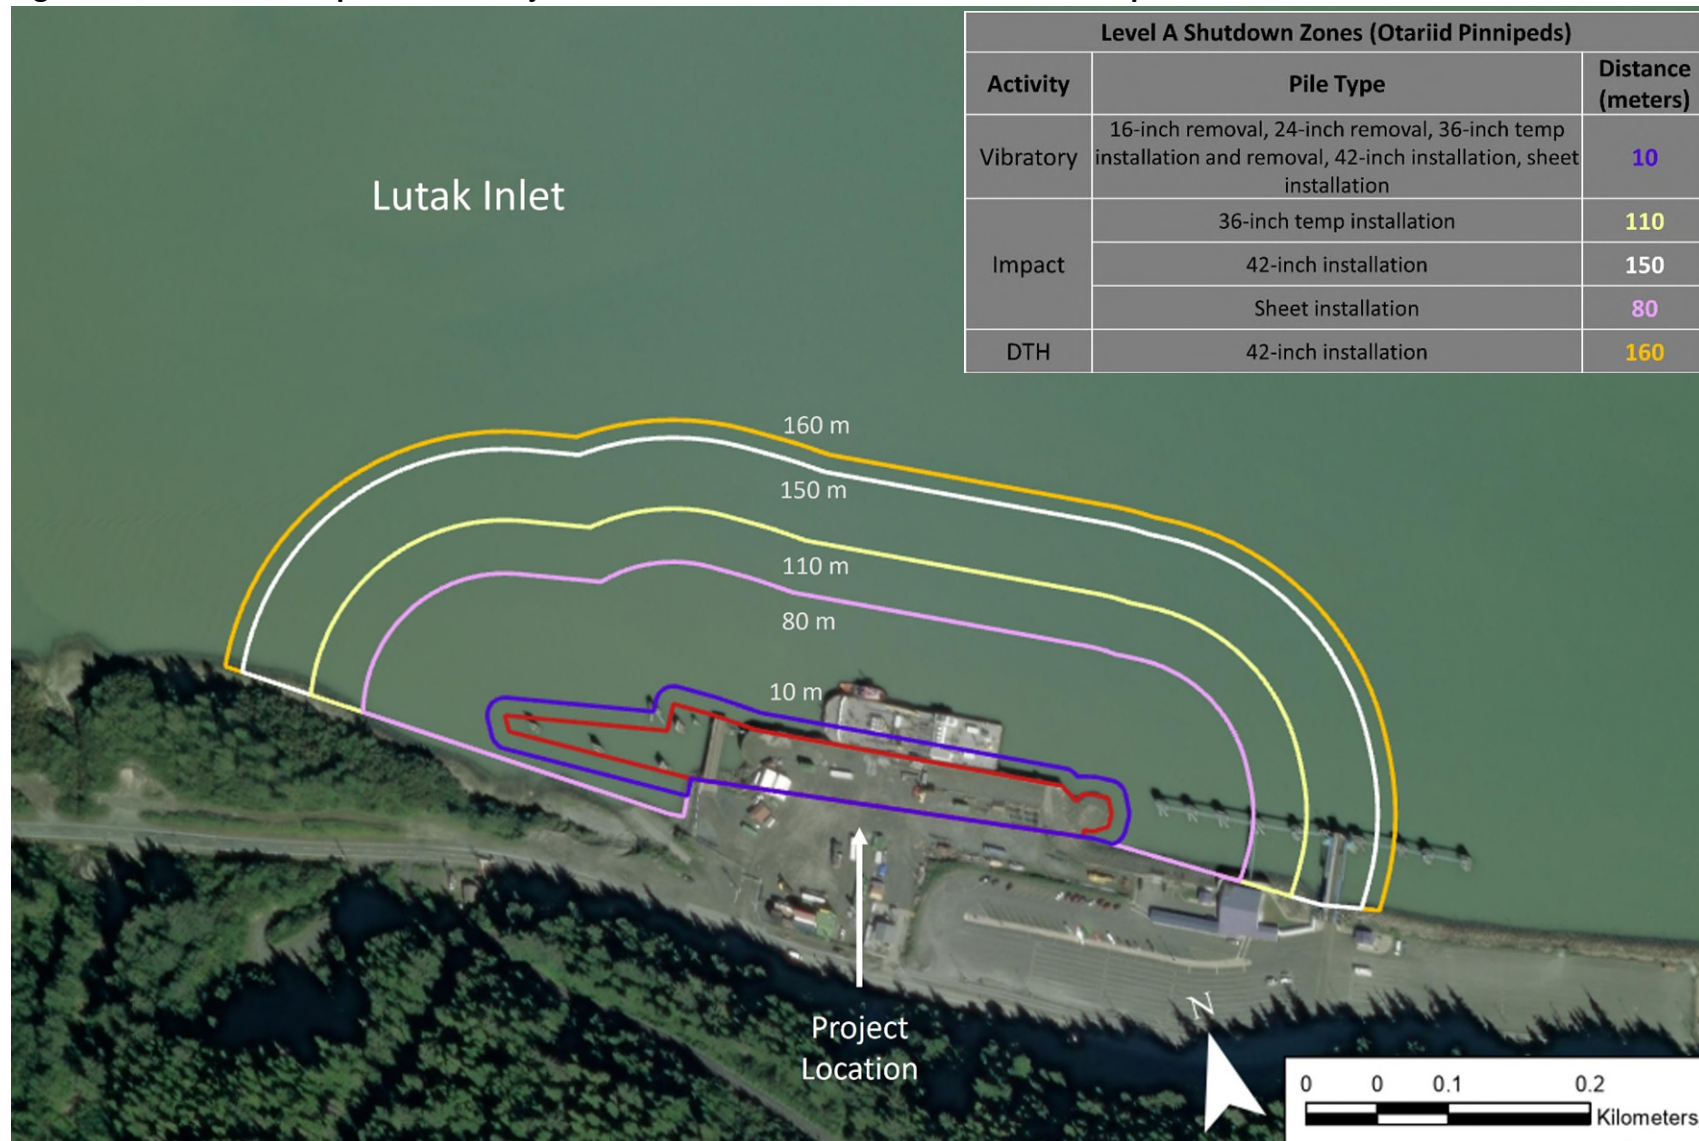 Level A Shutdown Zones (Otariid Pinnipeds)
Activity
Pile Type
Distance
(meters)
Vibratory
16-inch removal, 24-inch removal, 36-inch temp
installation and removal, 42-inch installation, sheet
installation
10
Impact
36-inch temp installation
110
42-inch installation
150
Sheet installation
80
DTH
42-inch installation
160
Lutak Inlet
160 m
150 m
110 m
80 m
10 m
Project
Location
N
0 0 0.1 0.2
Kilometers